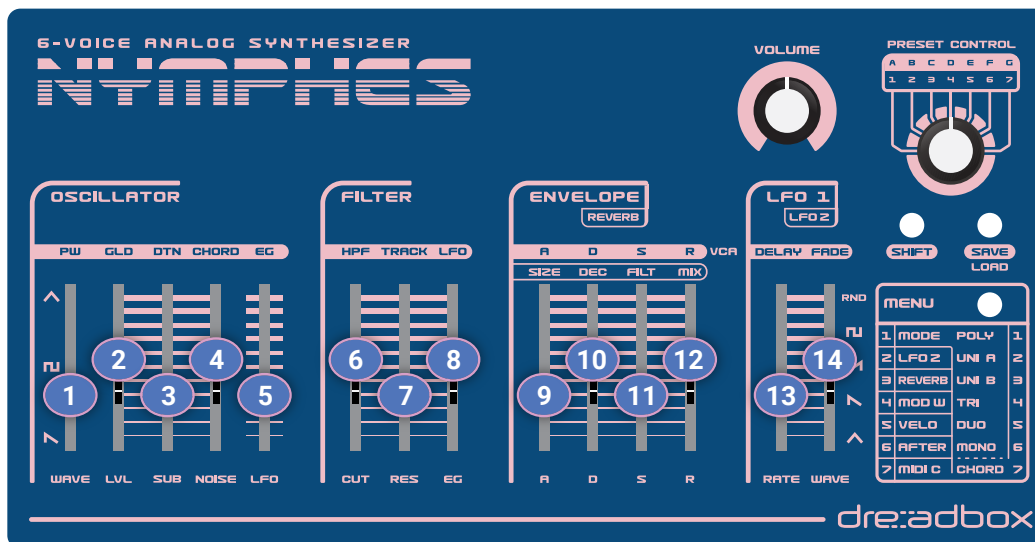 6-VOICE ANALOG SYNTHESIZER
NYMPHES
VOLUME
PRESET CONTROL
A B C D E F G
1 2 3 4 5 6 7
OSCILLATOR
FILTER
ENVELOPE
REVERB
LFO 1
LFO 2
SHIFT
SAVE
LOAD
PW GLD DTN CHORD EG
HPF TRACK LFO
A D S R VCA
SIZE DEC FILT MIX
DELAY FADE
RND
MENU
1 MODE POLY 1
2 LFO 2 UNI A 2
3 REVERB UNI B 3
4 MOD W TRI 4
5 VELO DUO 5
6 AFTER MONO 6
7 MIDI C CHORD 7
1
2
3
4
5
6
7
8
9
10
11
12
13
14
WAVE LVL SUB NOISE LFO
CUT RES EG
A D S R
RATE WAVE
dreadbox